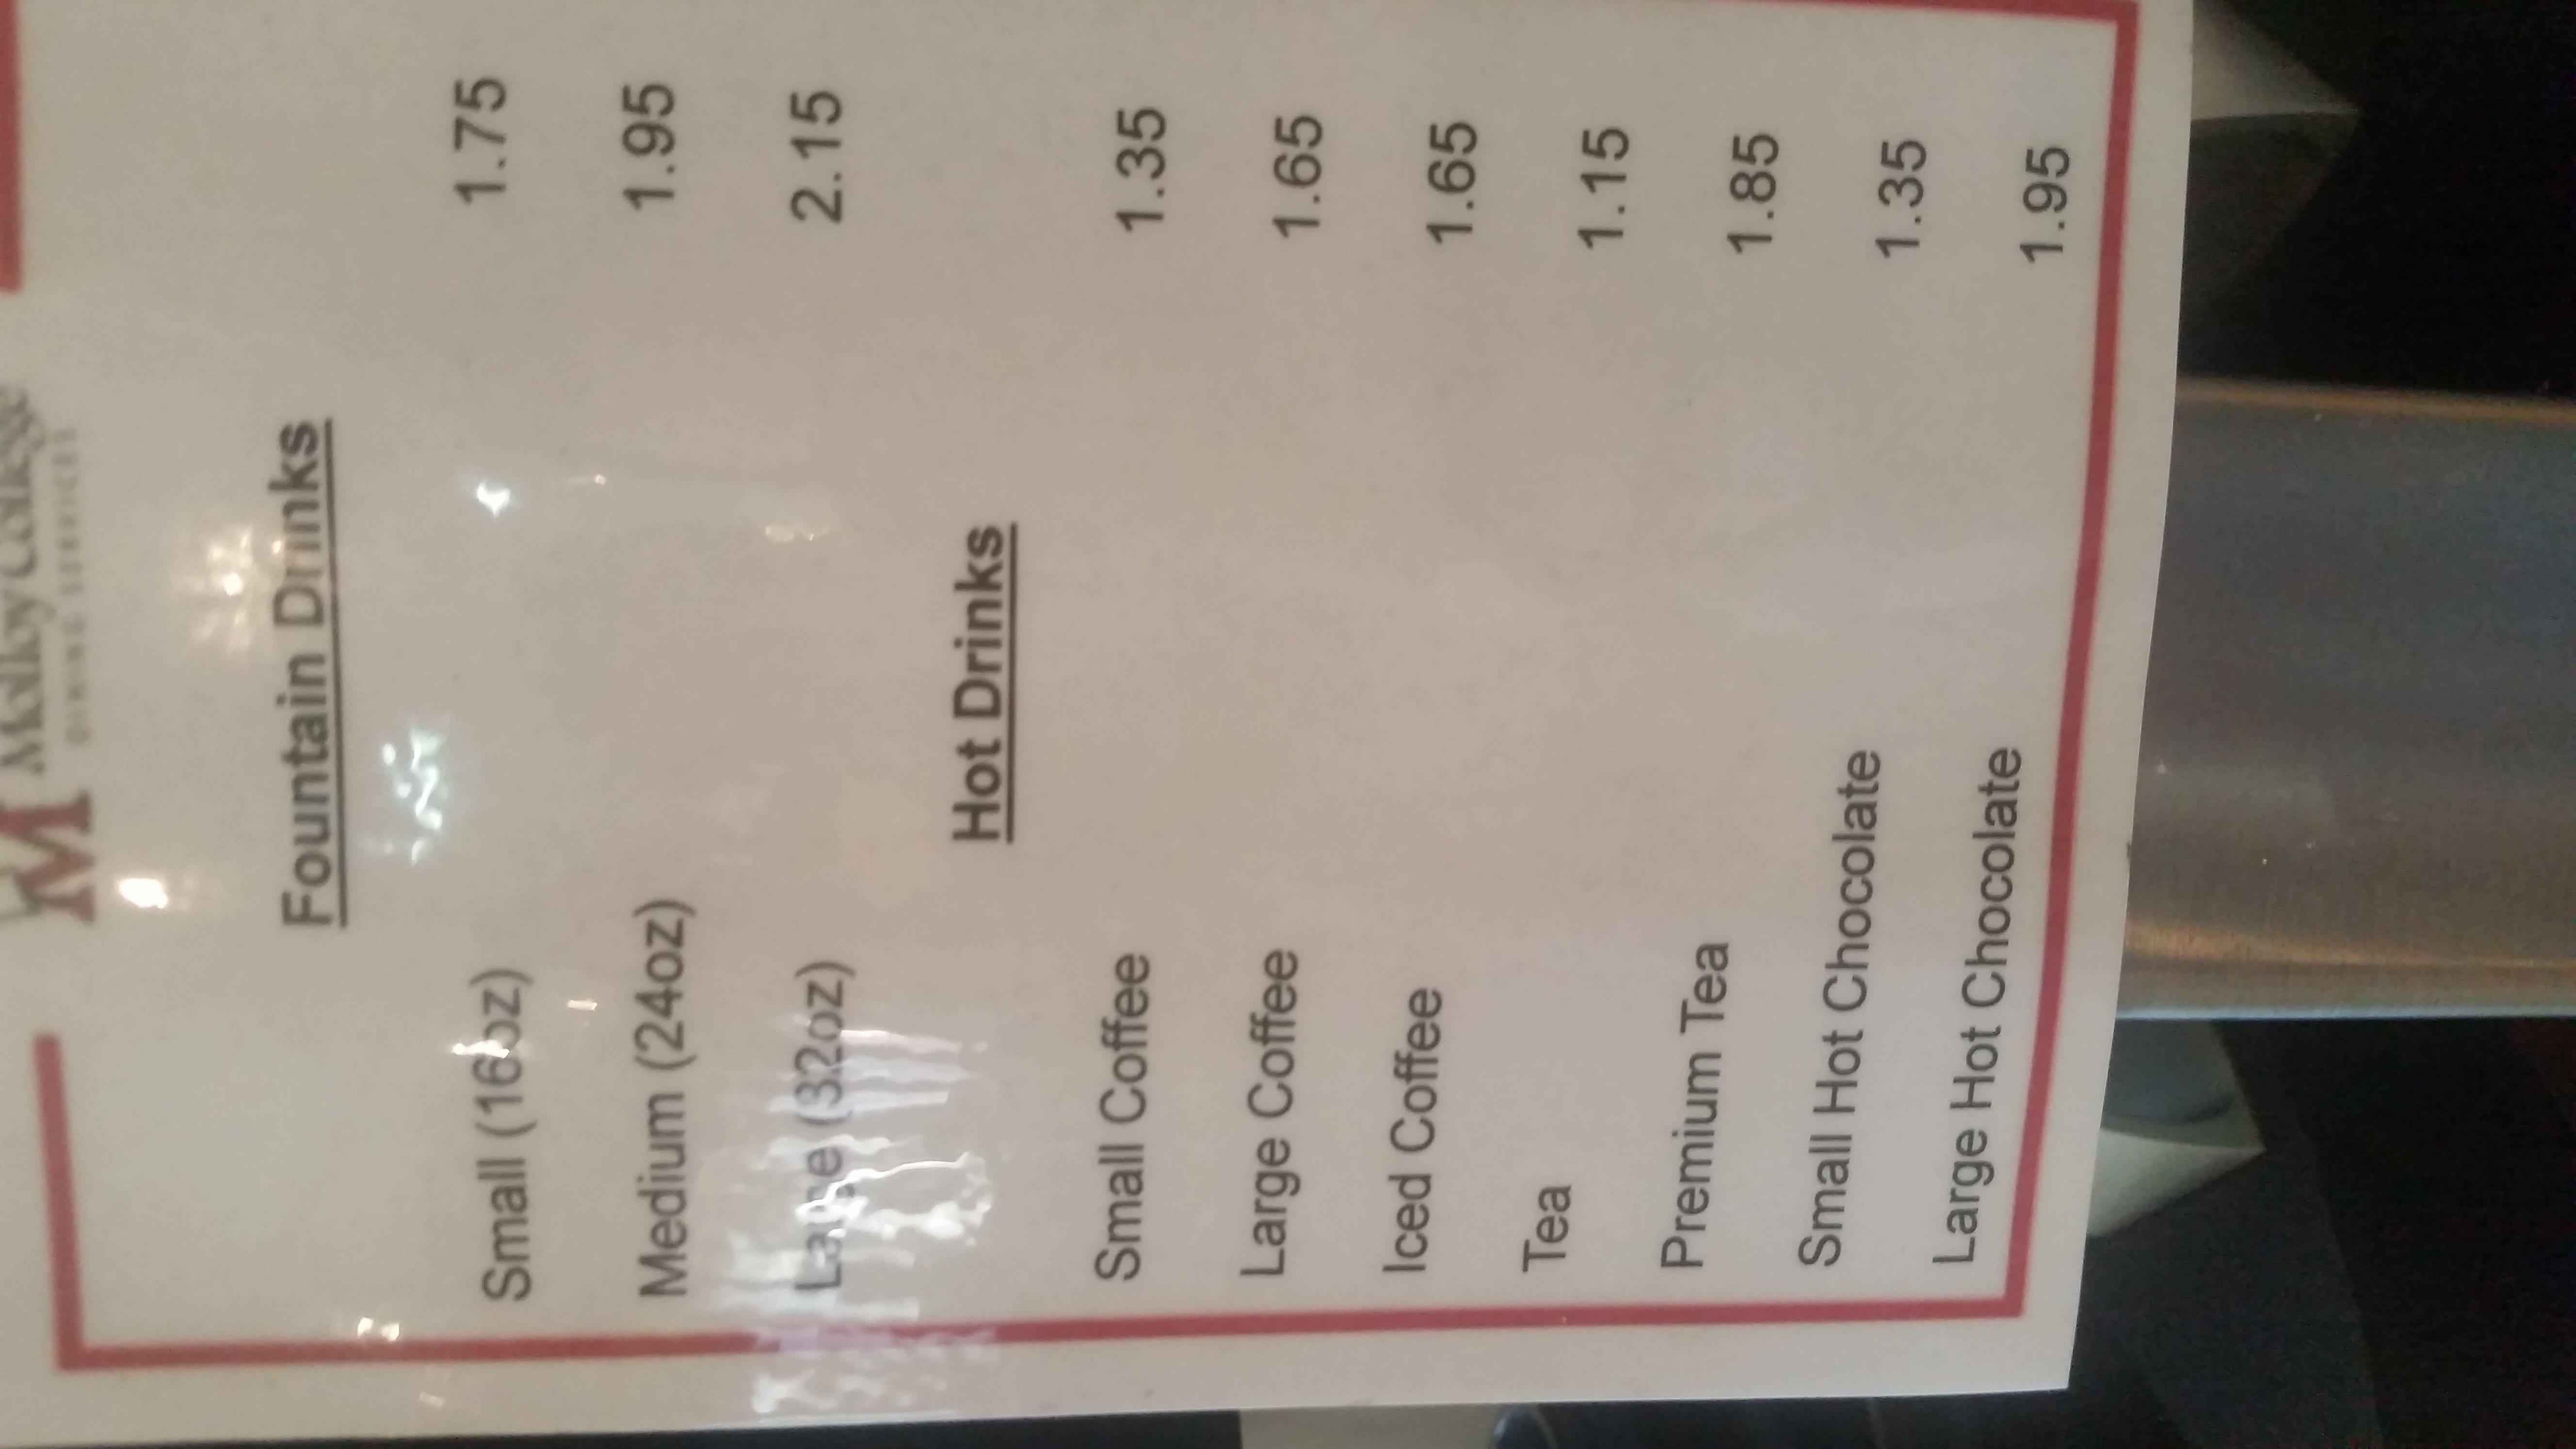 M Molloy College
DINING SERVICES
Fountain Drinks
Small (16oz) 1.75
Medium (24oz) 1.95
Large (32oz) 2.15
Hot Drinks
Small Coffee 1.35
Large Coffee 1.65
Iced Coffee 1.65
Tea 1.15
Premium Tea 1.85
Small Hot Chocolate 1.35
Large Hot Chocolate 1.95